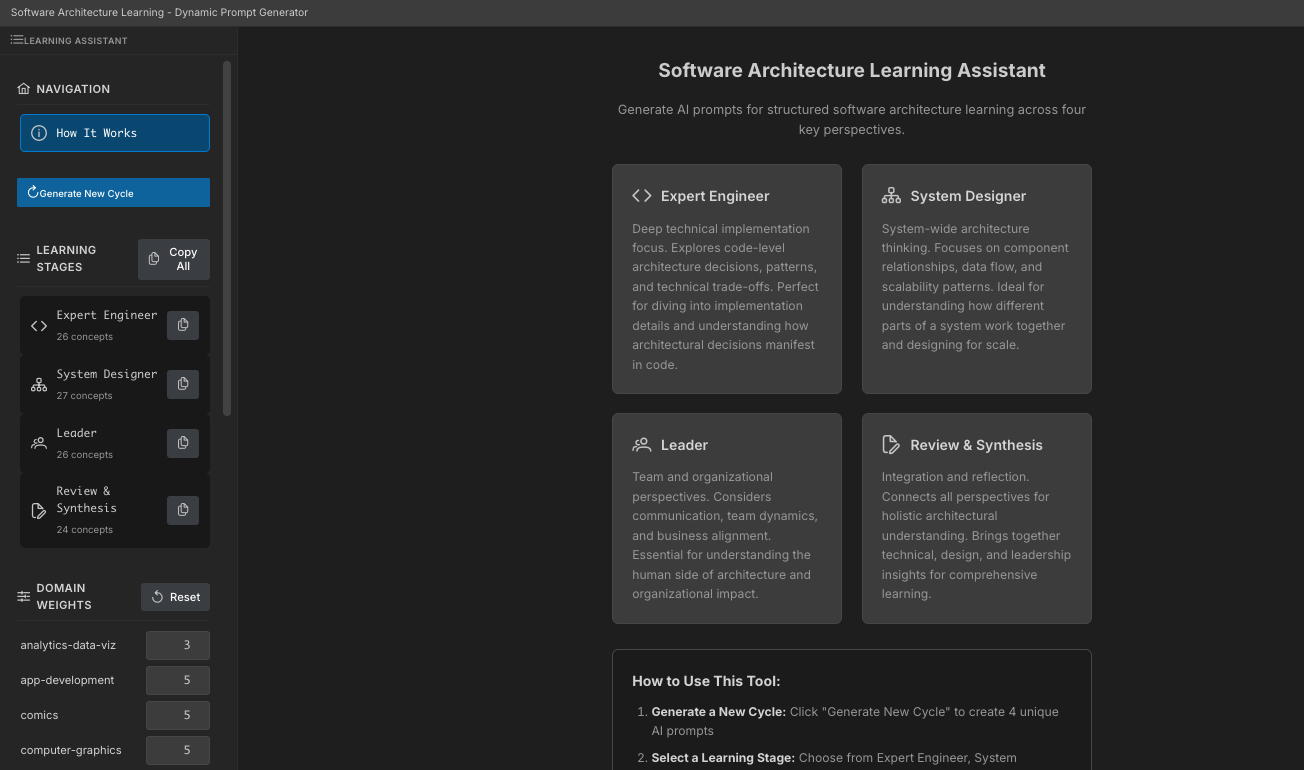 Software Architecture Learning - Dynamic Prompt Generator
LEARNING ASSISTANT
NAVIGATION
How It Works
Generate New Cycle
LEARNING
STAGES
Copy
All
Expert Engineer
26 concepts
System Designer
27 concepts
Leader
26 concepts
Review &
Synthesis
24 concepts
DOMAIN
WEIGHTS
Reset
analytics-data-viz 3
app-development 5
comics 5
computer-graphics 5
Software Architecture Learning Assistant
Generate AI prompts for structured software architecture learning across four
key perspectives.
Expert Engineer
Deep technical implementation
focus. Explores code-level
architecture decisions, patterns,
and technical trade-offs. Perfect
for diving into implementation
details and understanding how
architectural decisions manifest
in code.
System Designer
System-wide architecture
thinking. Focuses on component
relationships, data flow, and
scalability patterns. Ideal for
understanding how different
parts of a system work together
and designing for scale.
Leader
Team and organizational
perspectives. Considers
communication, team dynamics,
and business alignment.
Essential for understanding the
human side of architecture and
organizational impact.
Review & Synthesis
Integration and reflection.
Connects all perspectives for
holistic architectural
understanding. Brings together
technical, design, and leadership
insights for comprehensive
learning.
How to Use This Tool:
1. Generate a New Cycle: Click "Generate New Cycle" to create 4 unique
AI prompts
2. Select a Learning Stage: Choose from Expert Engineer, System